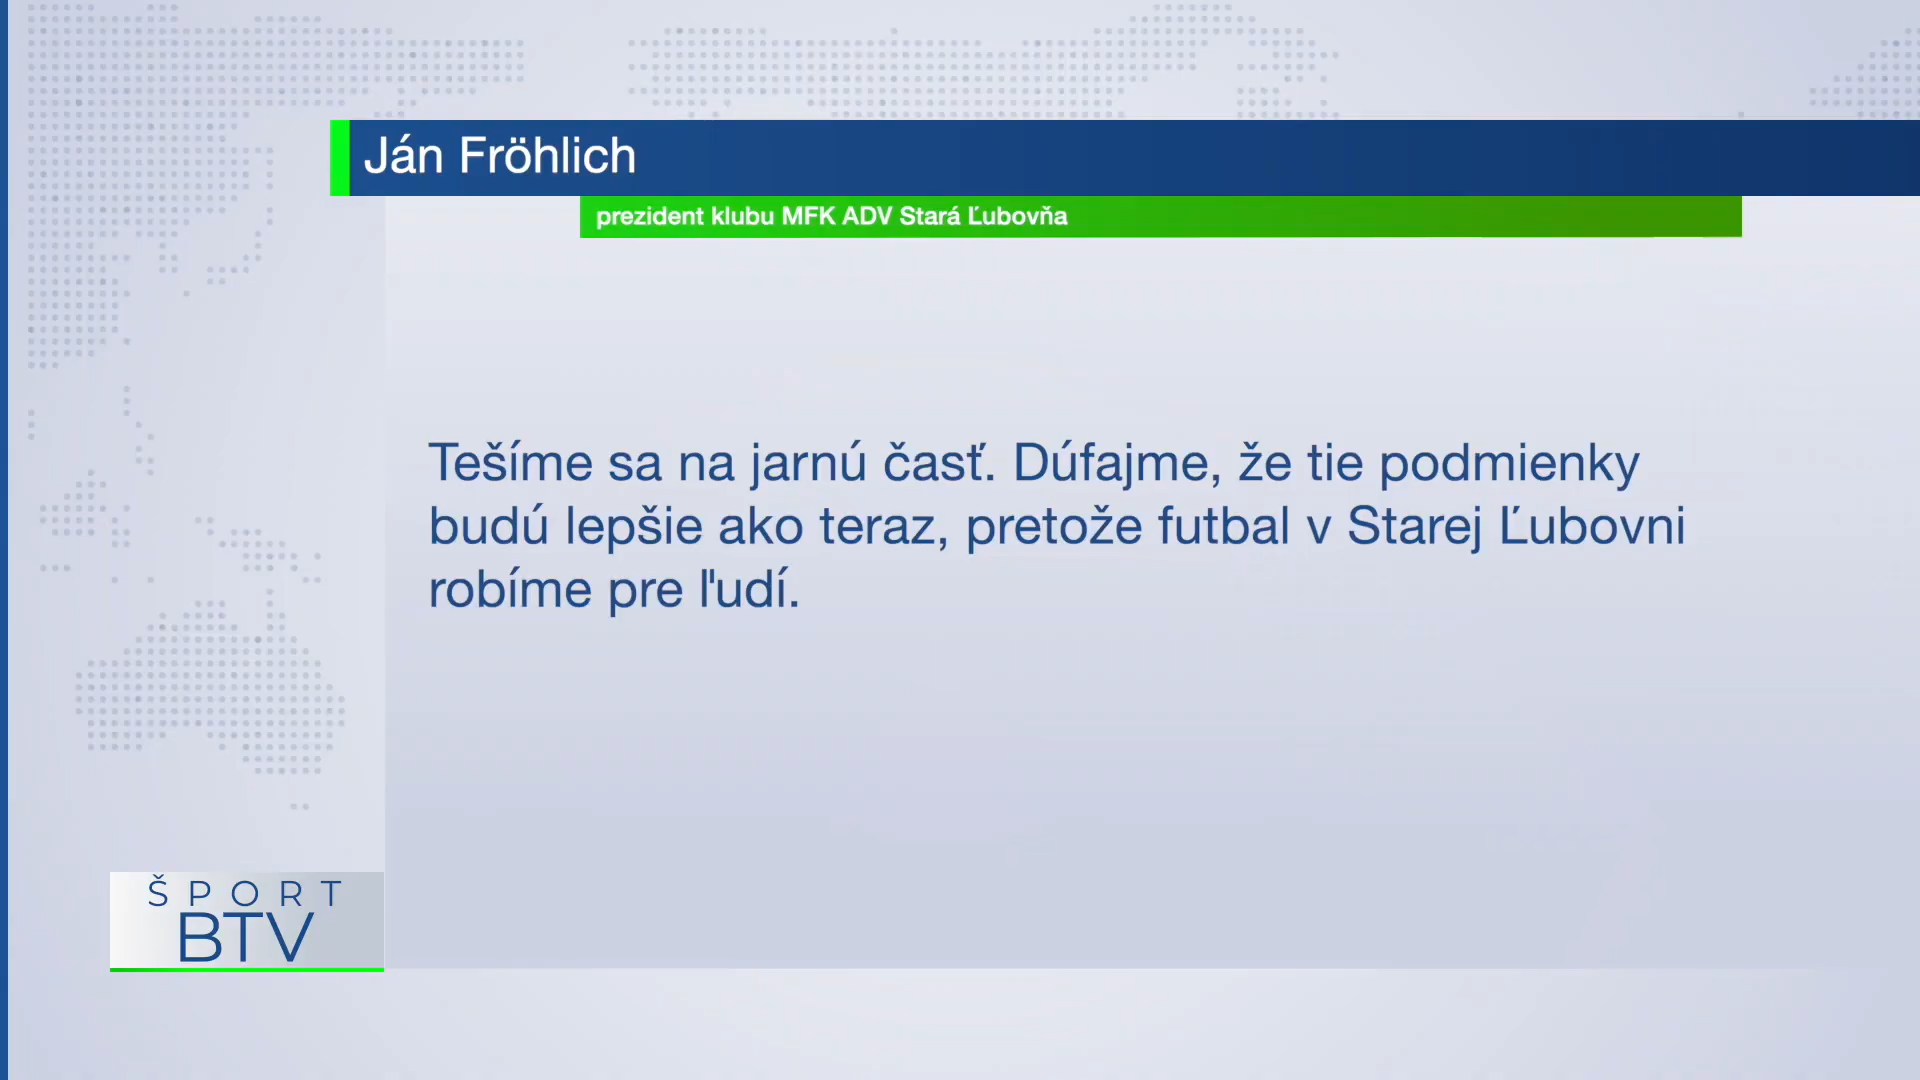 Ján Fröhlich
prezident klubu MFK ADV Stará Ľubovňa
Tešíme sa na jarnú časť. Dúfajme, že tie podmienky
budú lepšie ako teraz, pretože futbal v Starej Ľubovni
robíme pre ľudí.
ŠPORT
BTV